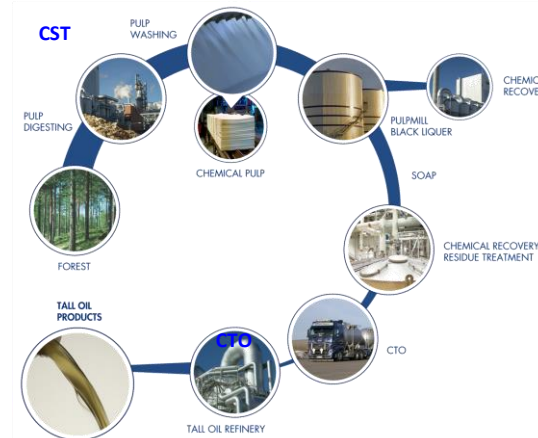 CST
PULP
WASHING
PULP
DIGESTING
CHEMICAL PULP
FOREST
PULPMILL
BLACK LIQUER
SOAP
CHEMICAL RECOVERY
RESIDUE TREATMENT
CTO
CTO
TALL OIL REFINERY
TALL OIL
PRODUCTS